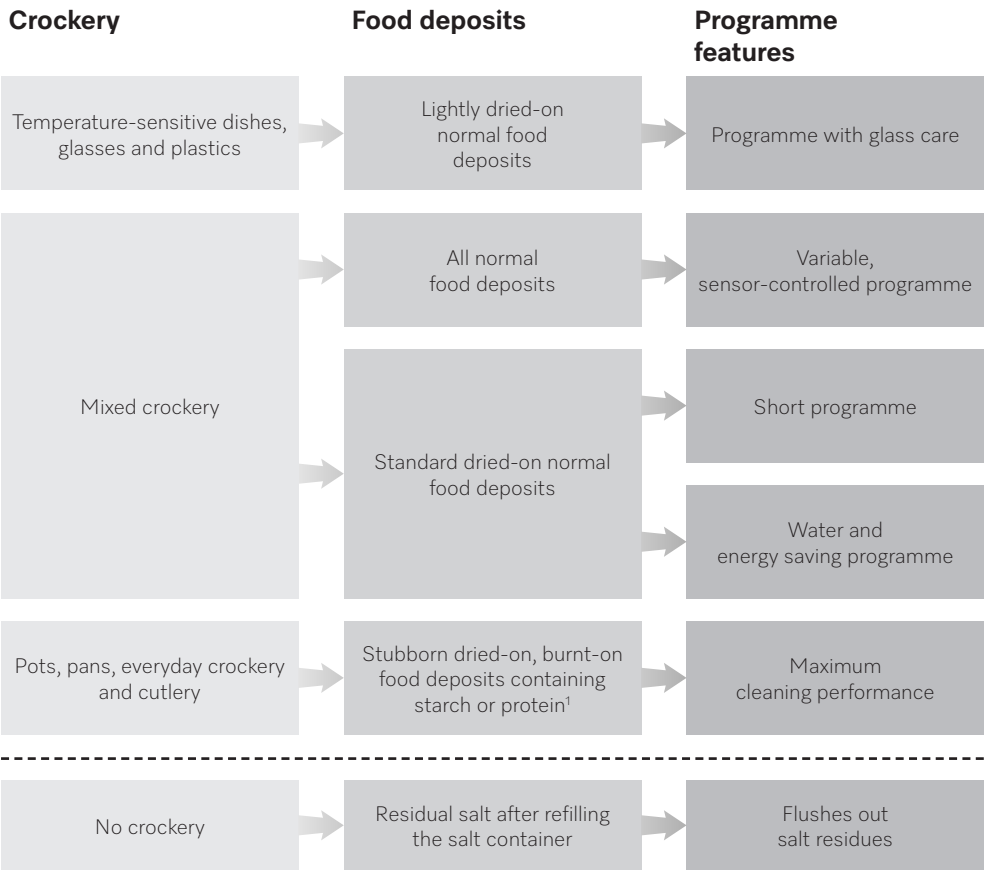 Crockery
Food deposits
Programme
features
Temperature-sensitive dishes,
glasses and plastics
Lightly dried-on
normal food
deposits
Programme with glass care
Mixed crockery
All normal
food deposits
Variable,
sensor-controlled programme
Standard dried-on normal
food deposits
Short programme
Water and
energy saving programme
Pots, pans, everyday crockery
and cutlery
Stubborn dried-on, burnt-on
food deposits containing
starch or protein¹
Maximum
cleaning performance
No crockery
Residual salt after refilling
the salt container
Flushes out
salt residues